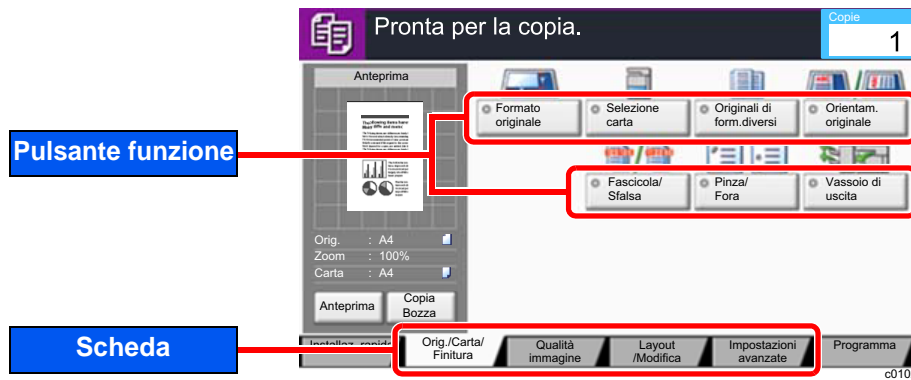 Pronta per la copia.
Copie
1
Anteprima
Formato
originale
Selezione
carta
Originali di
form.diversi
Orientam.
originale
Pulsante funzione
Fascicola/
Sfalsa
Pinza/
Fora
Vassoio di
uscita
Orig. : A4
Zoom : 100%
Carta : A4
Anteprima
Copia
Bozza
Scheda
Orig./Carta/
Finitura
Qualità
immagine
Layout
/Modifica
Impostazioni
avanzate
Programma
c010